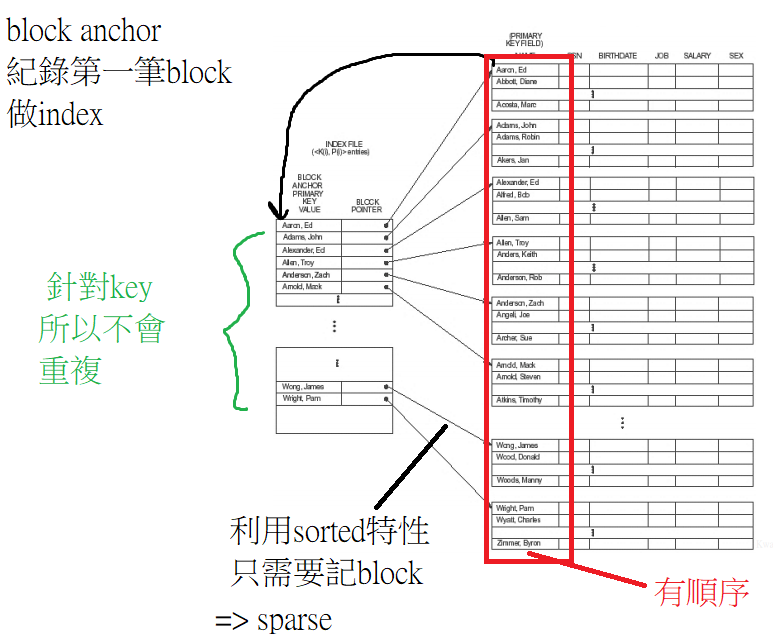 block anchor
紀錄第一筆block
做index
針對key
所以不會
重複
INDEX FILE
(<K(i), P(i)> entries)
BLOCK
ANCHOR
PRIMARY
KEY
VALUE
BLOCK
POINTER
Aaron, Ed
Adams, John
Alexander, Ed
Allen, Troy
Anderson, Zach
Arnold, Mack
Wong, James
Wright, Pam
利用sorted特性
只需要記block
=> sparse
(PRIMARY
KEY FIELD)
BIRTHDATE JOB SALARY SEX
Aaron, Ed
Abbott, Diane
Acosta, Marc
Adams, John
Adams, Robin
Akers, Jan
Alexander, Ed
Alfred, Bob
Allen, Sam
Allen, Troy
Anders, Keith
Anderson, Rob
Anderson, Zach
Angeli, Joe
Archer, Sue
Arnold, Mack
Arnold, Steven
Atkins, Timothy
Wong, James
Wood, Donald
Woods, Manny
Wright, Pam
Wyatt, Charles
Zimmer, Byron
有順序